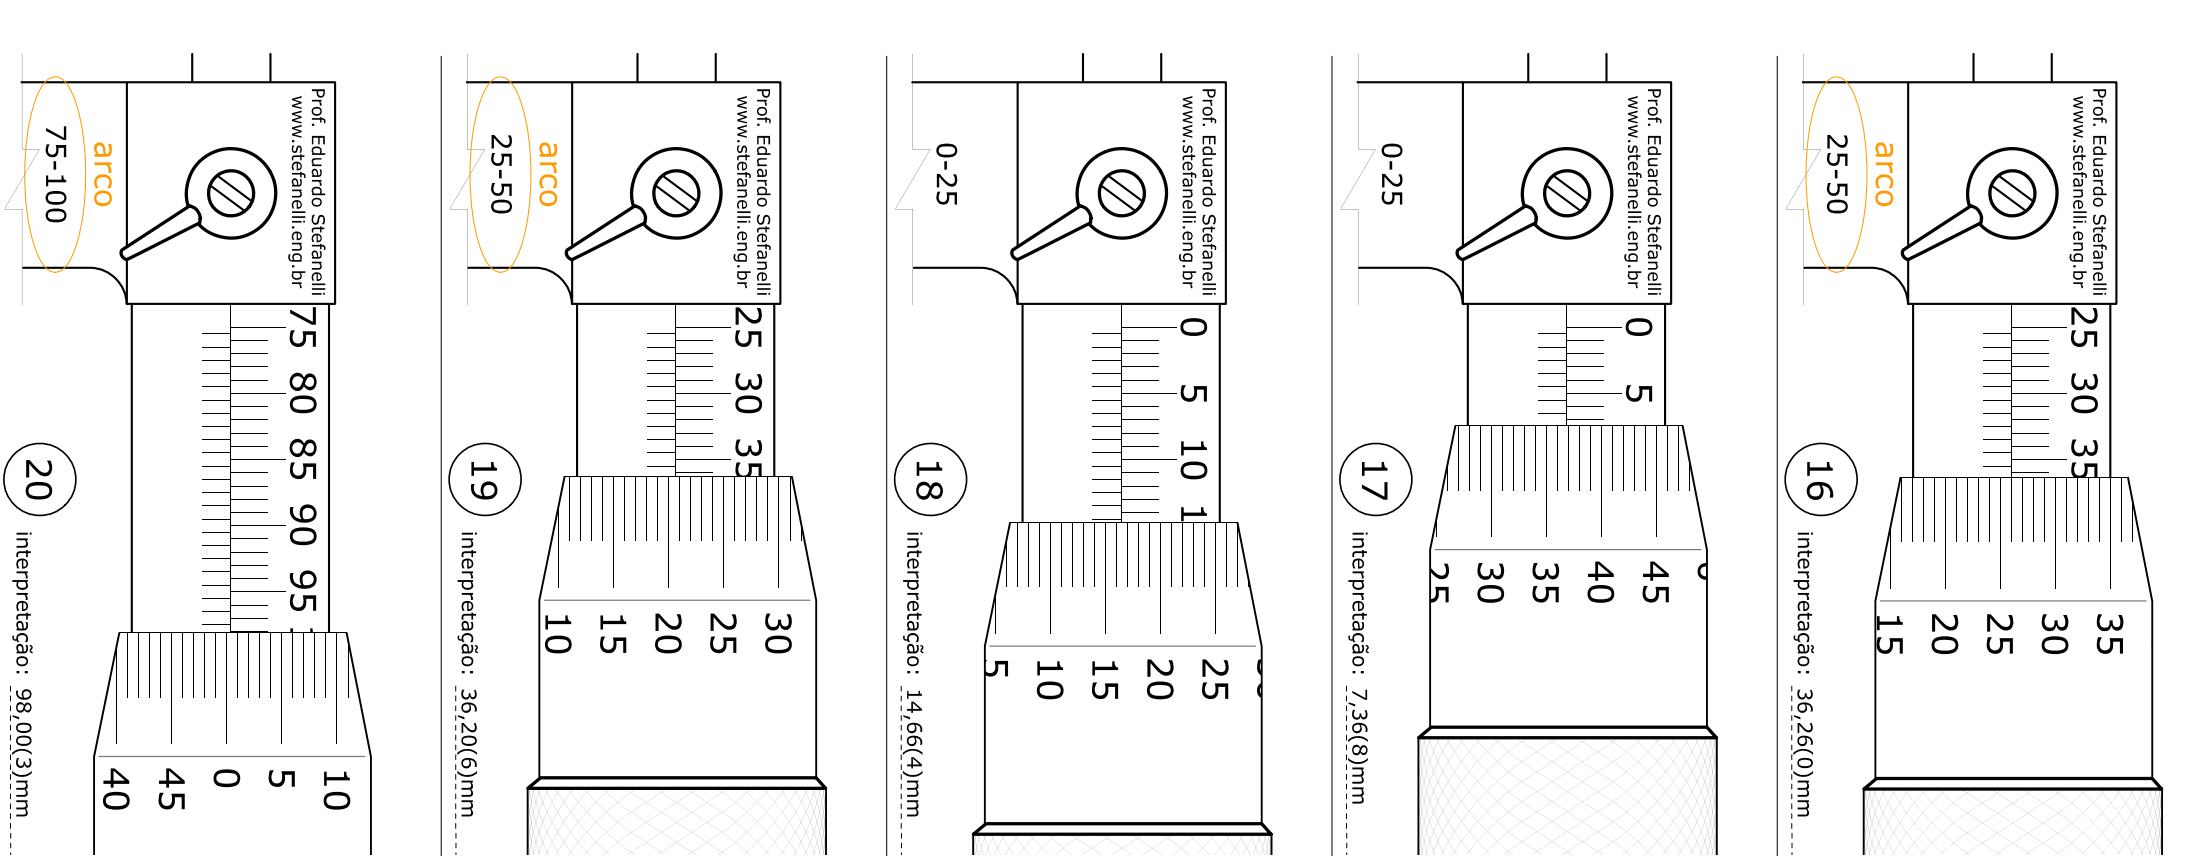 Prof. Eduardo Stefanelli
www.stefanelli.eng.br
25 30 35
35
30
25
20
15
arco
25-50
16
interpretação: 36,26(0)mm
Prof. Eduardo Stefanelli
www.stefanelli.eng.br
0 5
0
45
40
35
30
25
0-25
17
interpretação: 7,36(8)mm
Prof. Eduardo Stefanelli
www.stefanelli.eng.br
0 5 10 1
25
20
15
10
5
0-25
18
interpretação: 14,66(4)mm
Prof. Eduardo Stefanelli
www.stefanelli.eng.br
25 30 35
30
25
20
15
10
arco
25-50
19
interpretação: 36,20(6)mm
Prof. Eduardo Stefanelli
www.stefanelli.eng.br
75 80 85 90 95
10
5
0
45
40
arco
75-100
20
interpretação: 98,00(3)mm